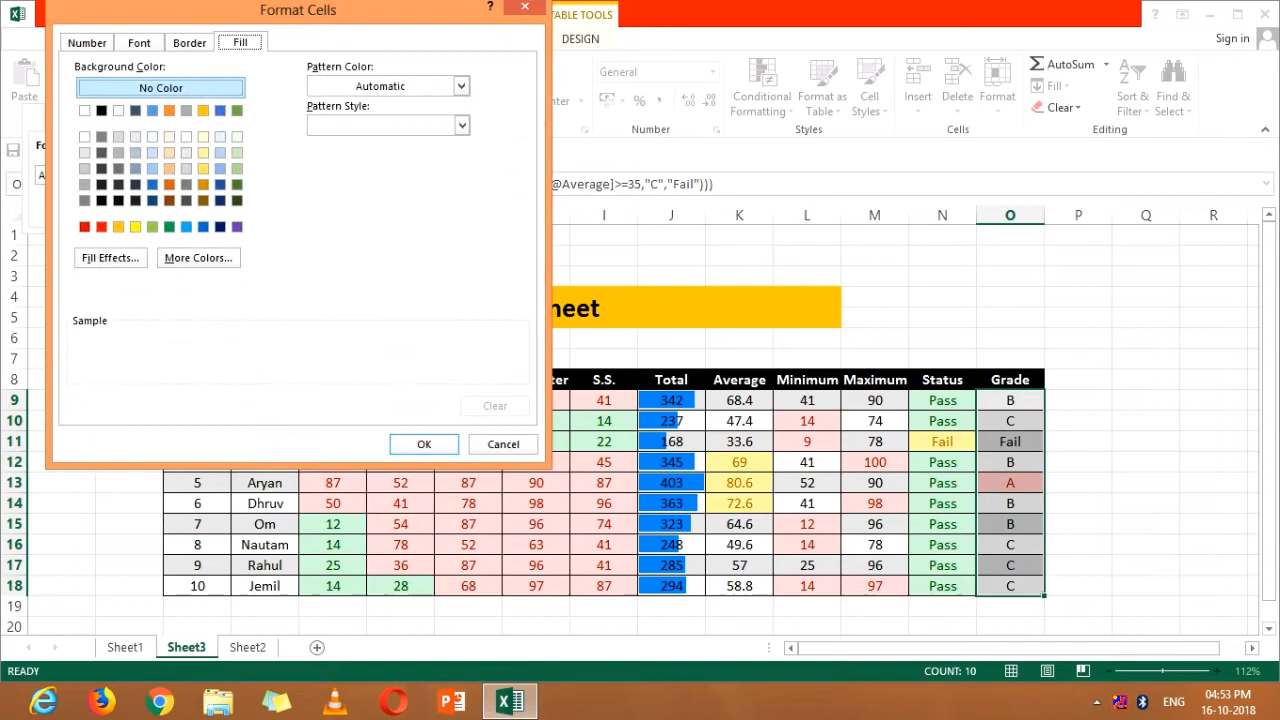 Format Cells
?
TABLE TOOLS
?
Number
Font
Border
Fill
DESIGN
Sign in
Background Color:
No Color
Pattern Color:
Automatic
Pattern Style:
Fill Effects...
More Colors...
Sample
Clear
OK
Cancel
Paste
General
%
Number
Conditional Formatting
Format as Table
Cell Styles
Styles
Insert
Delete
Format
Cells
AutoSum
Fill
Clear
Sort & Filter
Find & Select
Editing
@Average]>=35,"C","Fail")))
I J K L M N O P Q R
1
2
3
4
5
6
7
8 S.S. Total Average Minimum Maximum Status Grade
9 41 342 68.4 41 90 Pass B
10 14 237 47.4 14 74 Pass C
11 22 168 33.6 9 78 Fail Fail
12 45 345 69 41 100 Pass B
13 5 Aryan 87 52 87 90 87 403 80.6 52 90 Pass A
14 6 Dhruv 50 41 78 98 96 363 72.6 41 98 Pass B
15 7 Om 12 54 87 96 74 323 64.6 12 96 Pass B
16 8 Nautam 14 78 52 63 41 248 49.6 14 78 Pass C
17 9 Rahul 25 36 87 96 41 285 57 25 96 Pass C
18 10 Jemil 14 28 68 97 87 294 58.8 14 97 Pass C
19
20
Sheet1 Sheet3 Sheet2
READY
COUNT: 10
112%
ENG
04:53 PM
16-10-2018